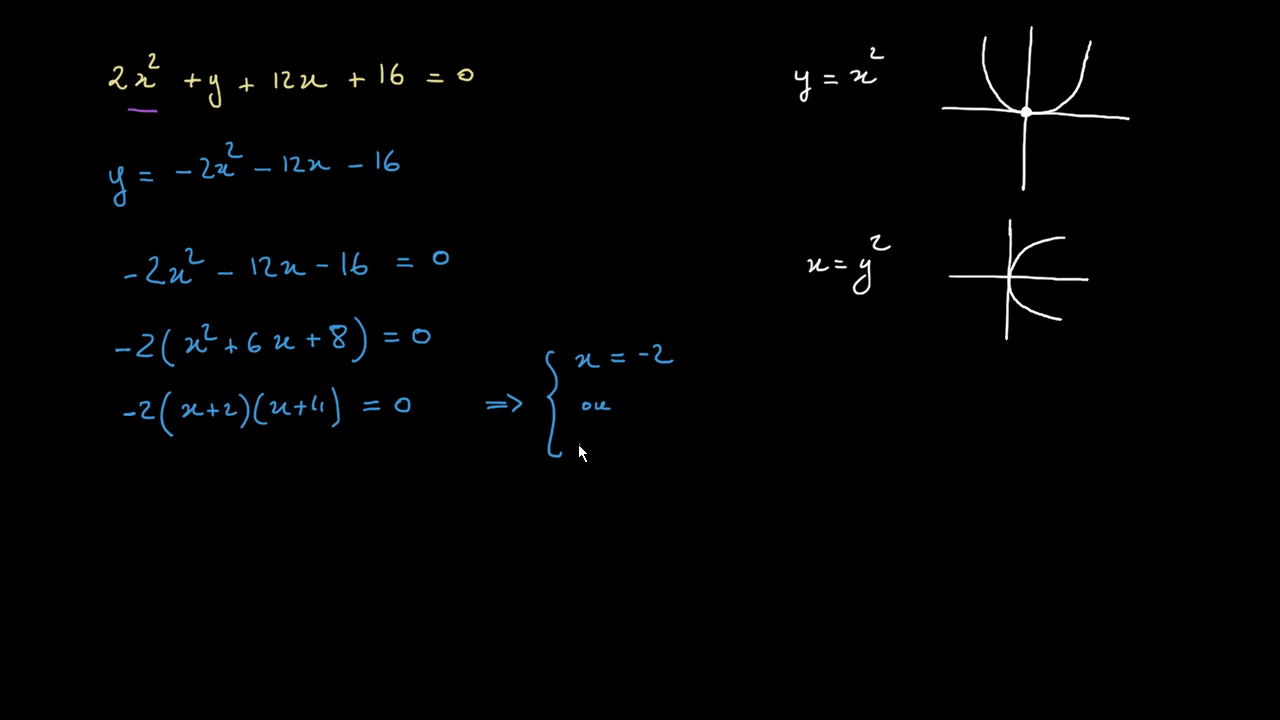 2x² + y + 12x + 16 = 0
y = -2x² - 12x - 16
-2x² - 12x - 16 = 0
-2(x² + 6x + 8) = 0
-2(x+2)(x+4) = 0 => { x = -2
ou
y = x²
x = y²